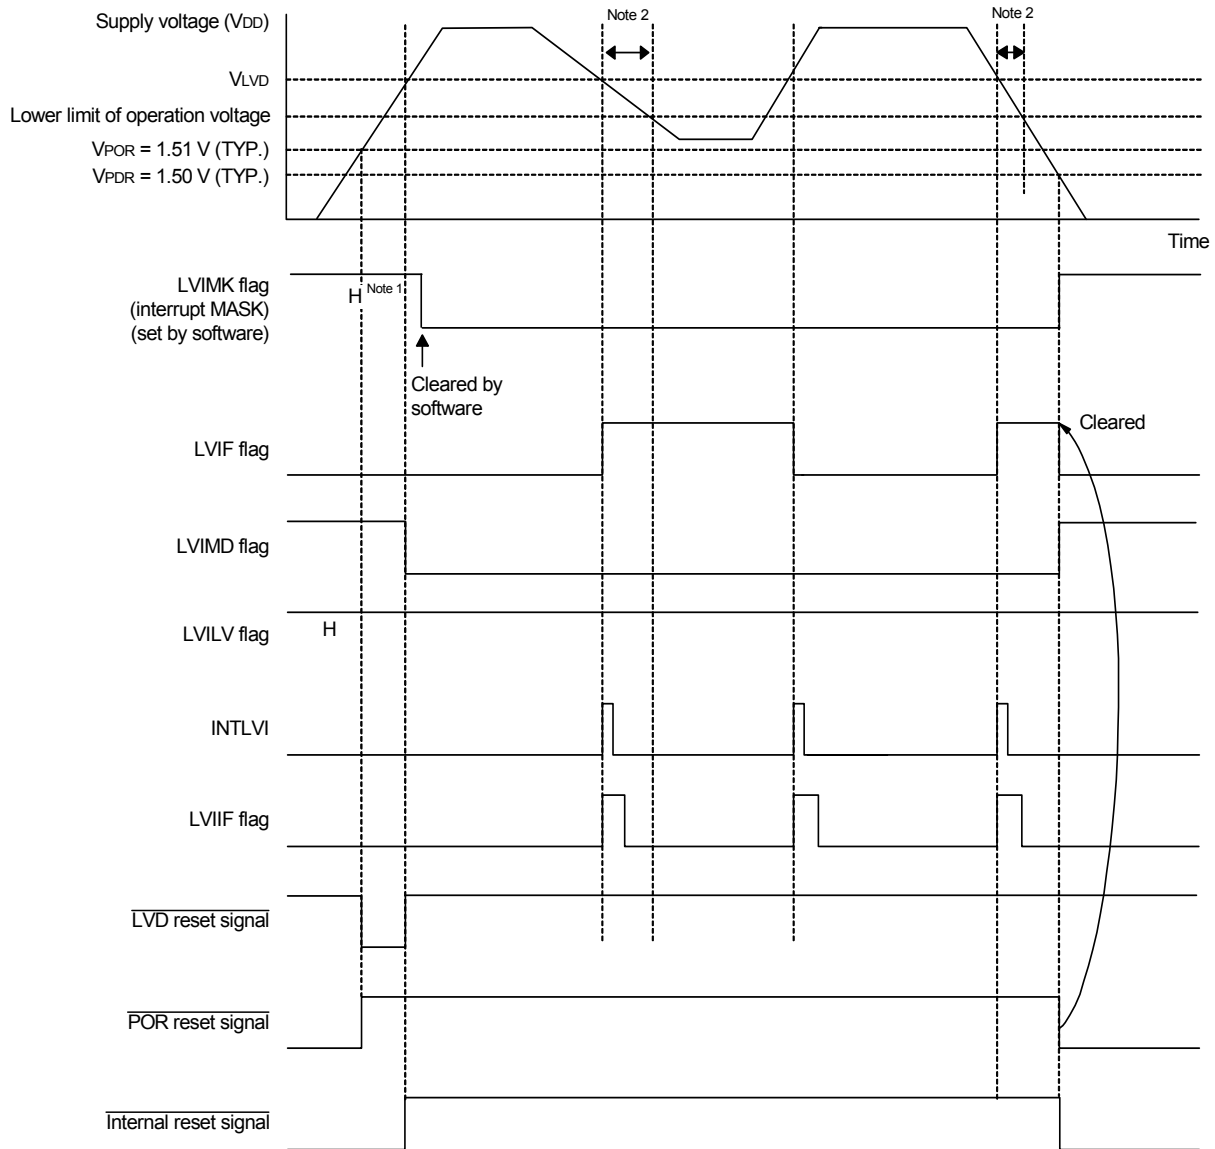 Note 2
Note 2
Supply voltage (VDD)
VLVD
Lower limit of operation voltage
VPOR = 1.51 V (TYP.)
VPDR = 1.50 V (TYP.)
Time
LVIMK flag
(interrupt MASK)
(set by software)
H Note 1
Cleared by
software
LVIF flag
Cleared
LVIMD flag
LVILV flag
H
INTLVI
LVIIF flag
LVD reset signal
POR reset signal
Internal reset signal